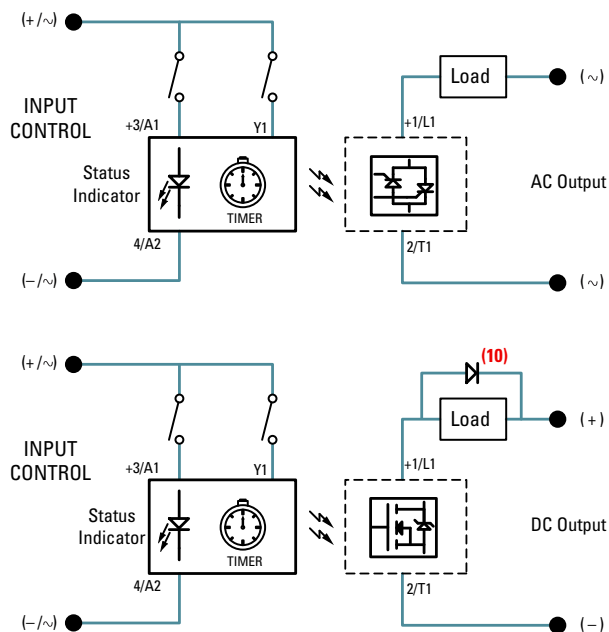 (+/~)
Load
(~)
INPUT
CONTROL
+3/A1
Y1
+1/L1
Status
Indicator
TIMER
AC Output
4/A2
2/T1
(−/~)
(~)
(+/~)
(10)
Load
(+)
INPUT
CONTROL
+3/A1
Y1
+1/L1
Status
Indicator
TIMER
DC Output
4/A2
2/T1
(−/~)
(−)